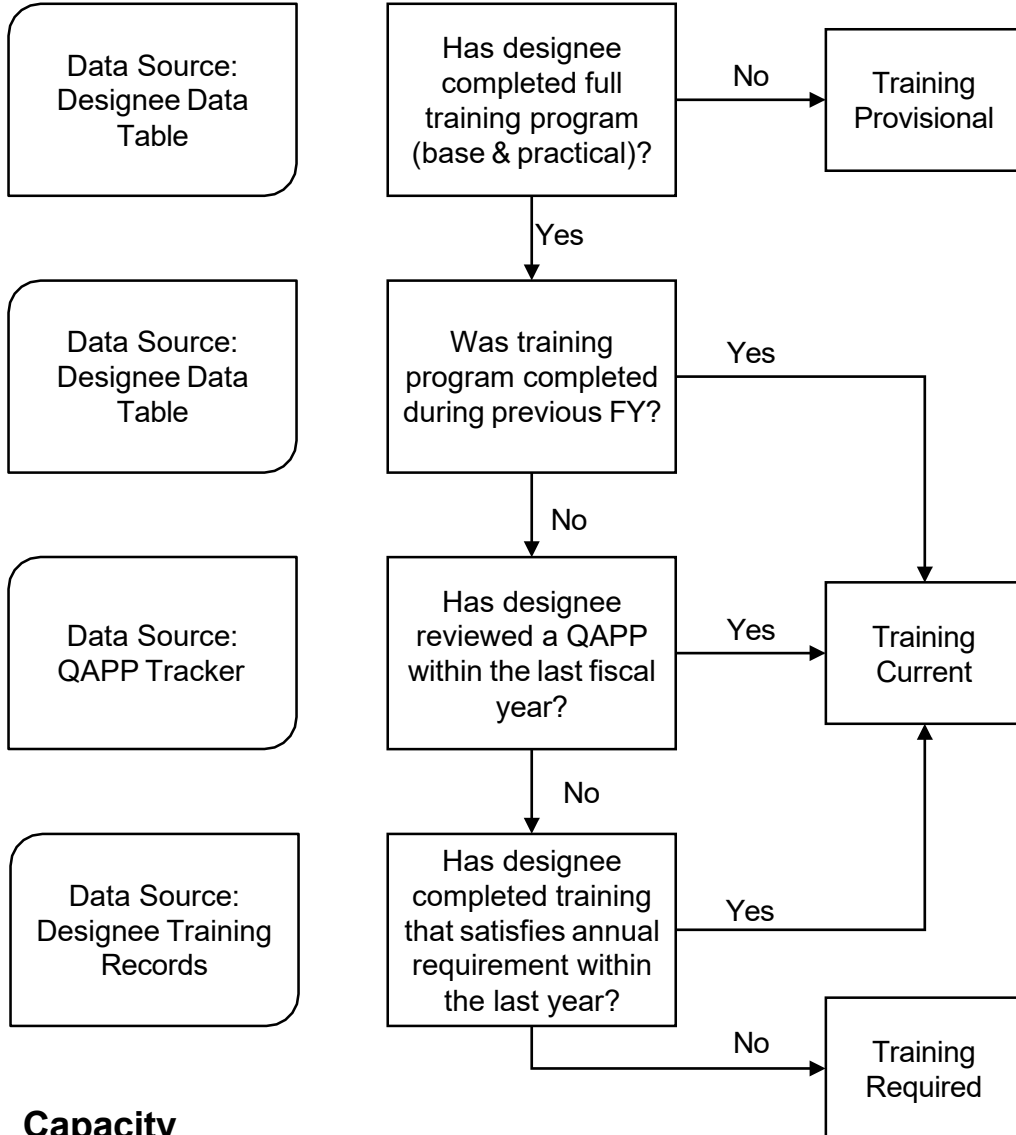 Data Source:
Designee Data
Table
Has designee
completed full
training program
(base & practical)?
No
Training
Provisional
Yes
Data Source:
Designee Data
Table
Was training
program completed
during previous FY?
Yes
No
Data Source:
QAPP Tracker
Has designee
reviewed a QAPP
within the last fiscal
year?
Yes
Training
Current
No
Data Source:
Designee Training
Records
Has designee
completed training
that satisfies annual
requirement within
the last year?
Yes
No
Training
Required
Capacity